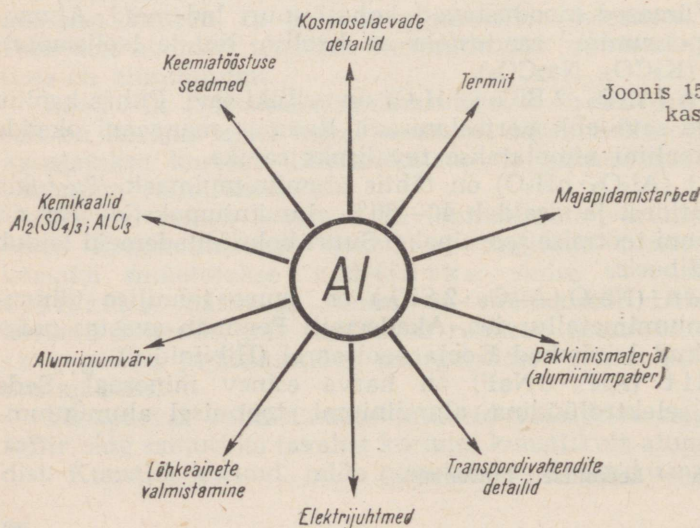 Kosmoselaevade
detailid
Keemiatööstuse
seadmed
Termiit
Joonis 15
kas
Kemikaalid
Al₂(SO₄)₃; AlCl₃
Majapidamistarbed
Al
Alumiiniumvärv
Pakkimismaterjal
(alumiiniumpaber)
Lõhkeainete
valmistamine
Transpordivahendite
detailid
Elektrijuhtmed